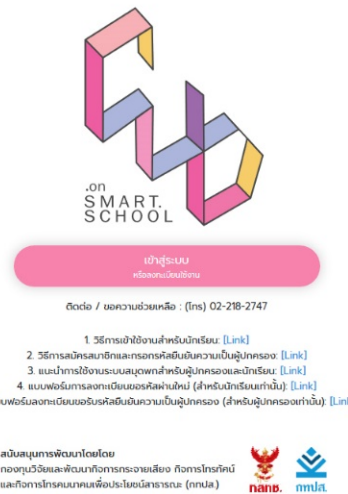 .on
SMART.
SCHOOL
เข้าสู่ระบบ
หรือลงทะเบียนใช้งาน
ติดต่อ / ขอความช่วยเหลือ : (โทร) 02-218-2747
1. วิธีการเข้าใช้งานสำหรับนักเรียน: [Link]
2. วิธีการสมัครสมาชิกและกรอกรหัสยืนยันความเป็นผู้ปกครอง: [Link]
3. แนะนำการใช้งานระบบสมุดพกสำหรับผู้ปกครองและนักเรียน: [Link]
4. แบบฟอร์มการลงทะเบียนขอรหัสผ่านใหม่ (สำหรับนักเรียนเท่านั้น): [Link]
บบฟอร์มลงทะเบียนขอรับรหัสยืนยันความเป็นผู้ปกครอง (สำหรับผู้ปกครองเท่านั้น): [Lin
สนับสนุนการพัฒนาโดยโดย
กองทุนวิจัยและพัฒนากิจการกระจายเสียง กิจการโทรทัศน์
และกิจการโทรคมนาคมเพื่อประโยชน์สาธารณะ (กทปส.)
กสทช. กทปส.